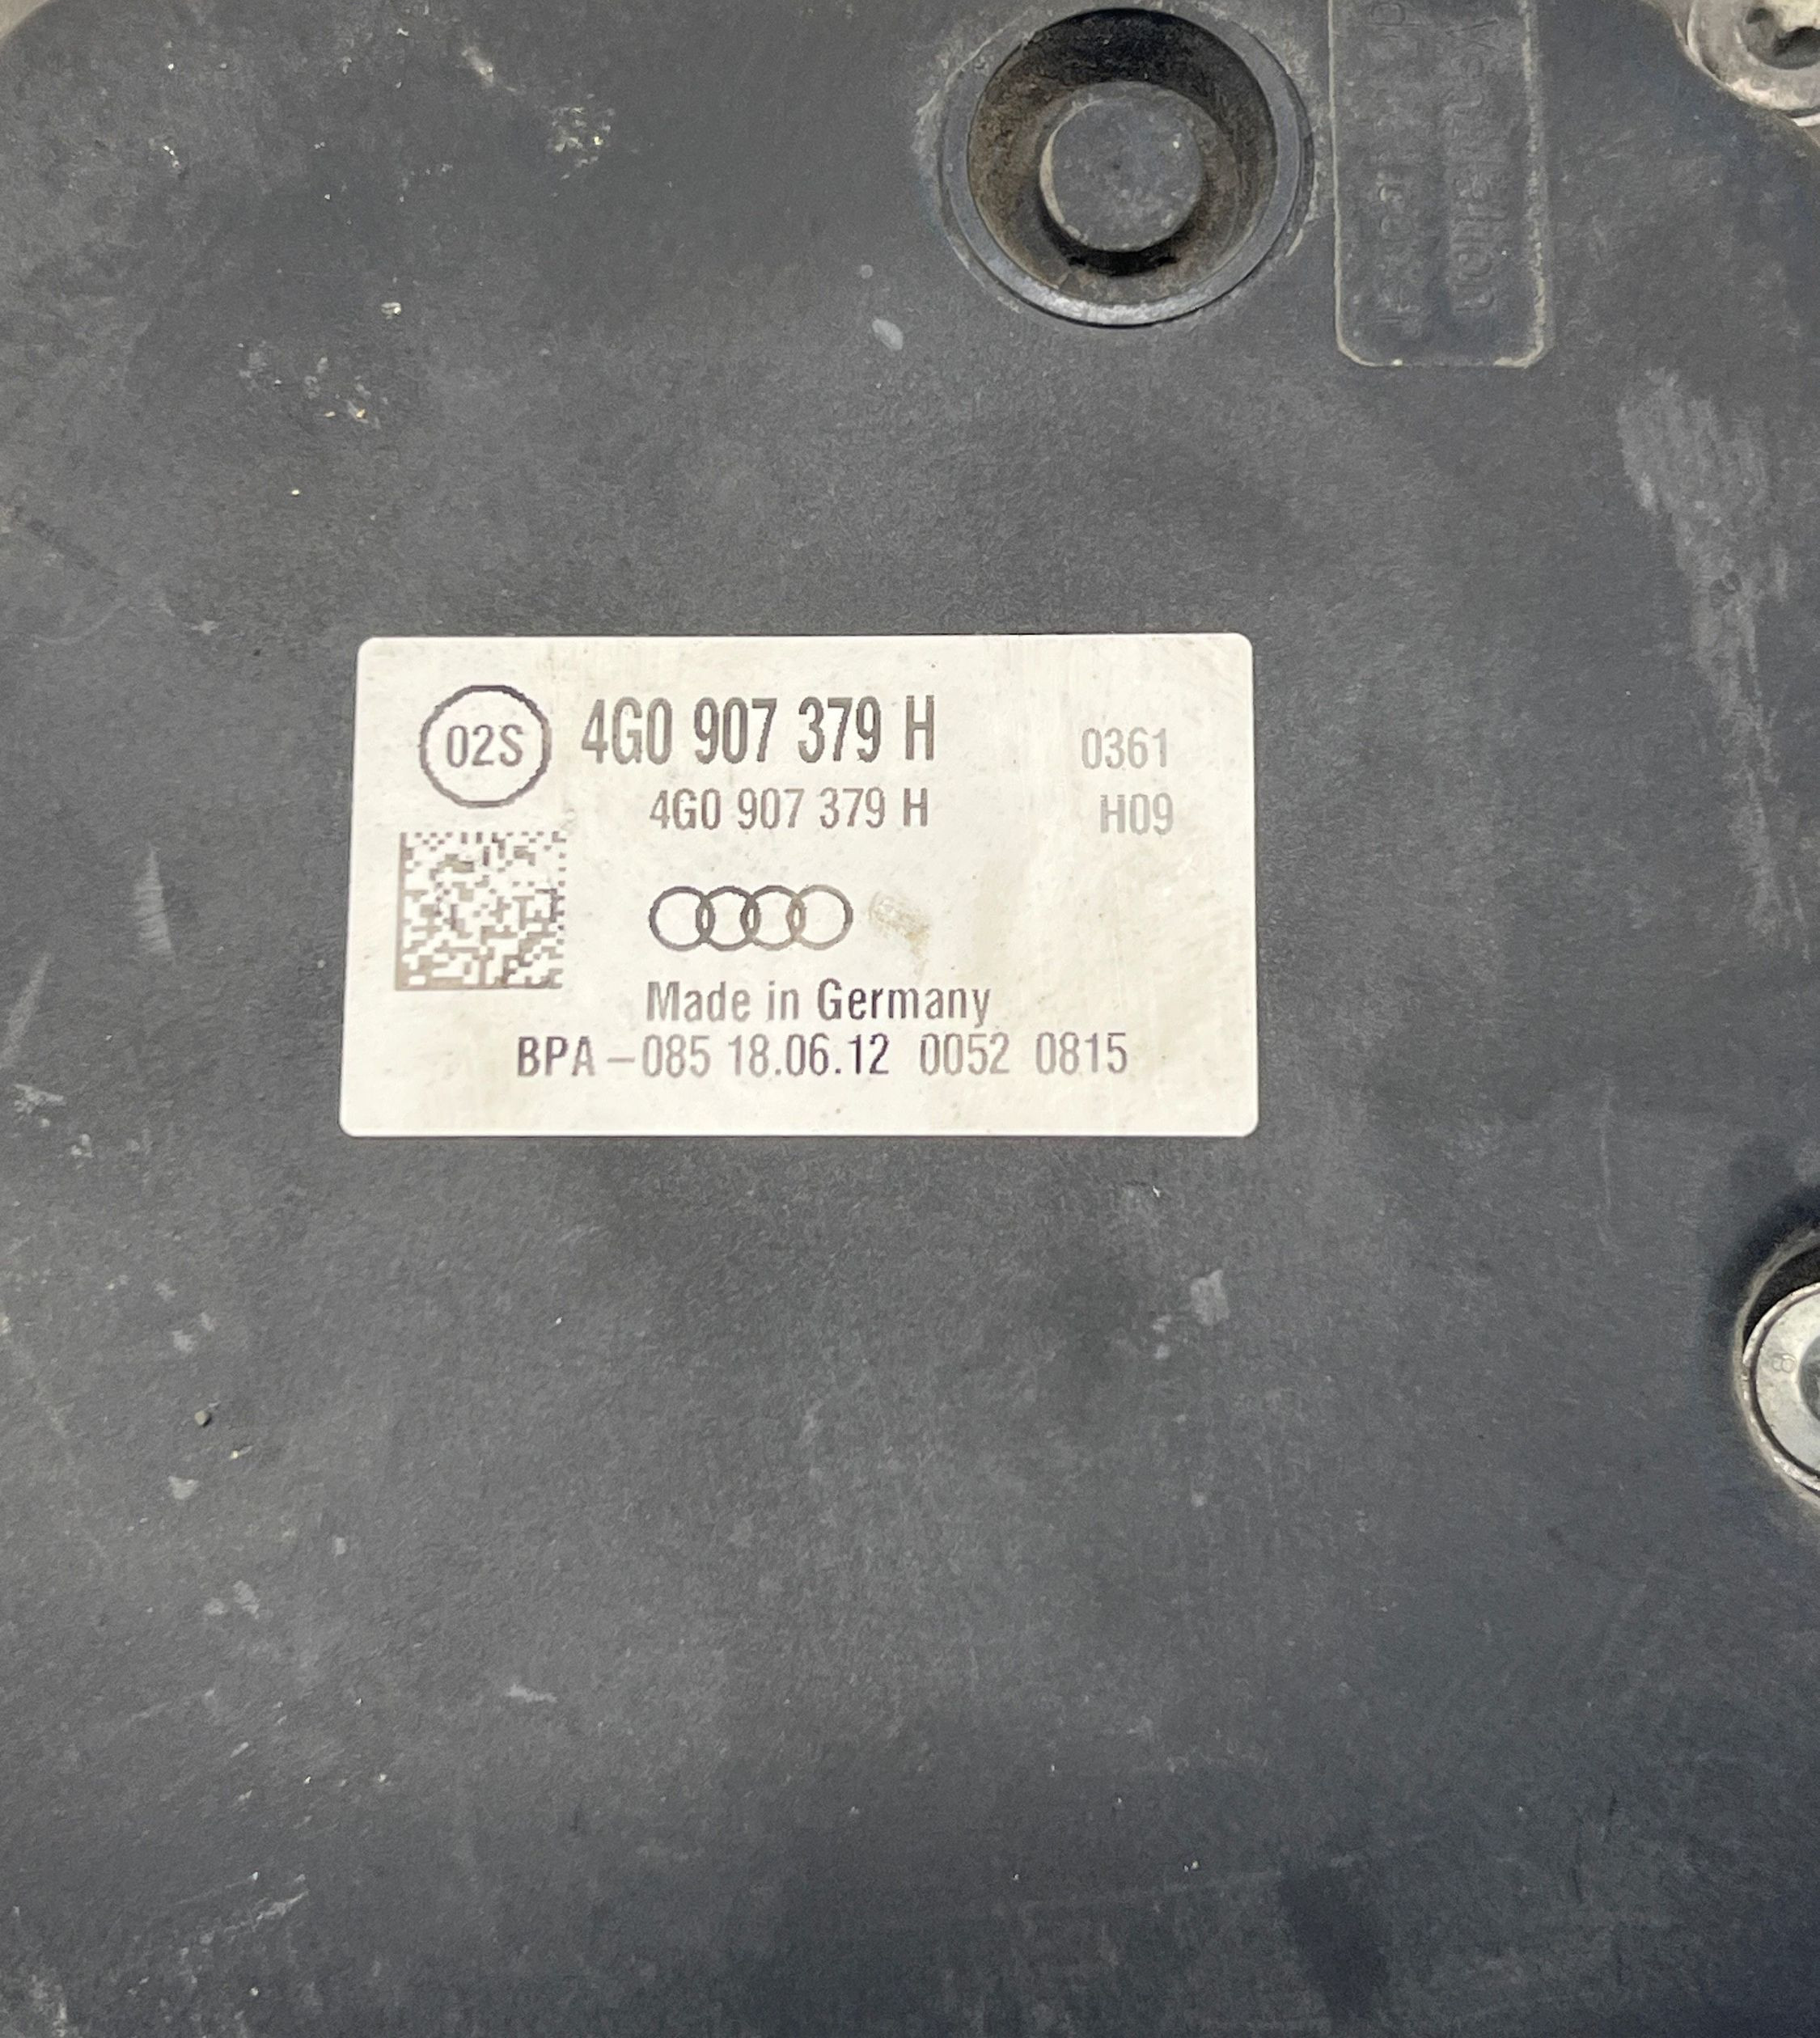 02S 4G0 907 379 H 0361
4G0 907 379 H H09
Made in Germany
BPA-085 18.06.12 0052 0815